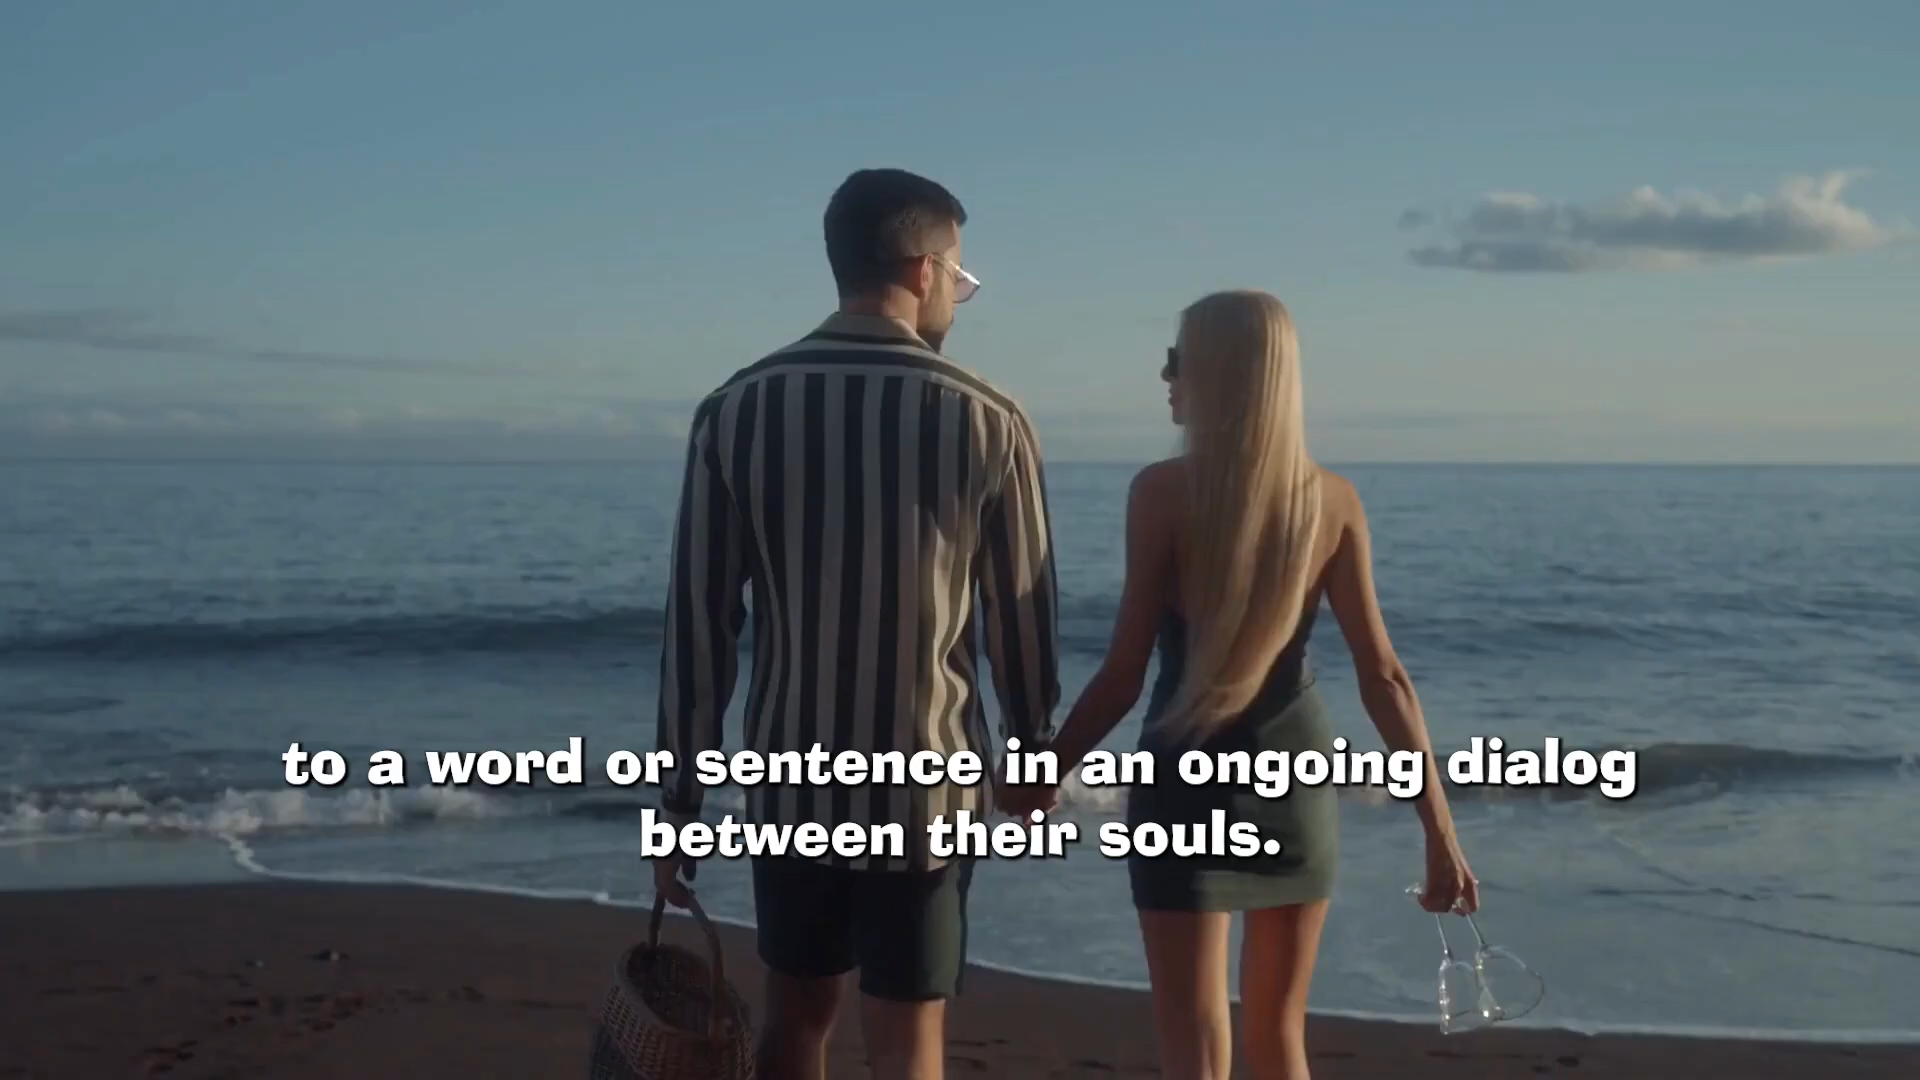 to a word or sentence in an ongoing dialog
between their souls.